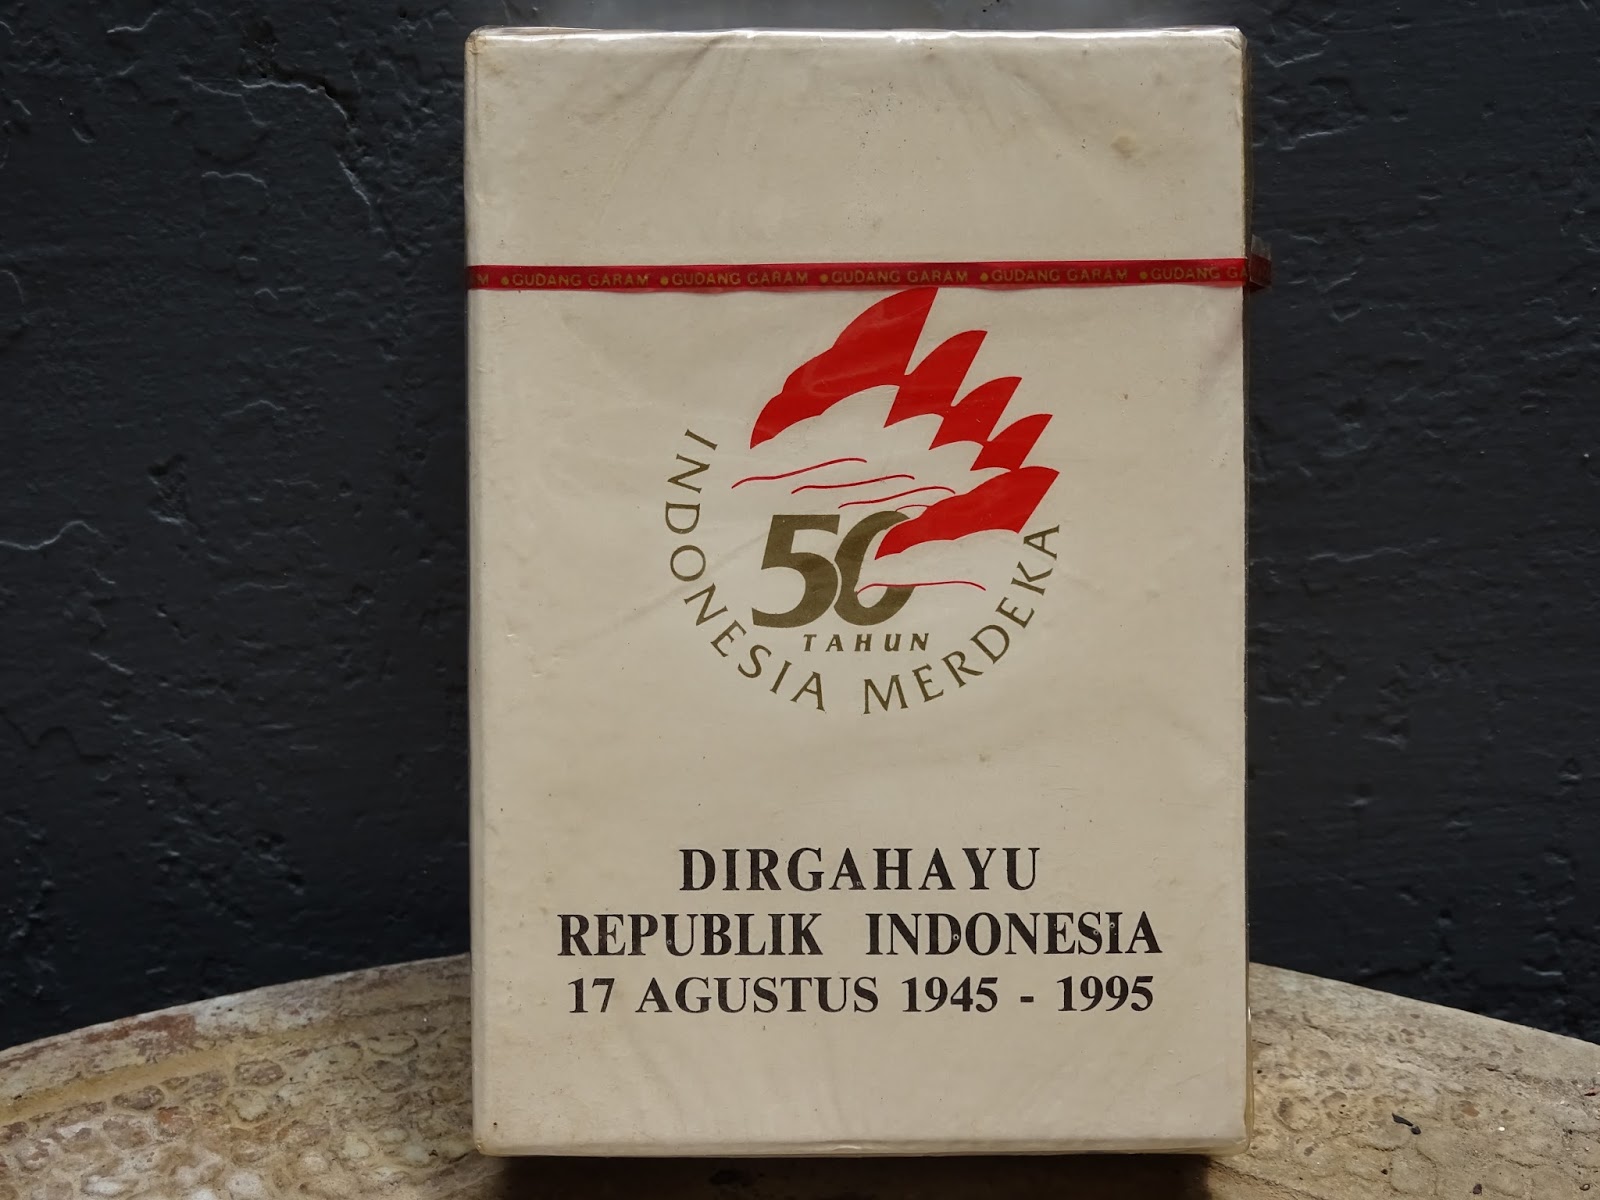 M • GUDANG GARAM • GUDANG GARAM • GUDANG GARAM • GUDANG GARAM • GUDANG GA
50
TAHUN
INDONESIA MERDEKA
DIRGAHAYU
REPUBLIK INDONESIA
17 AGUSTUS 1945 - 1995